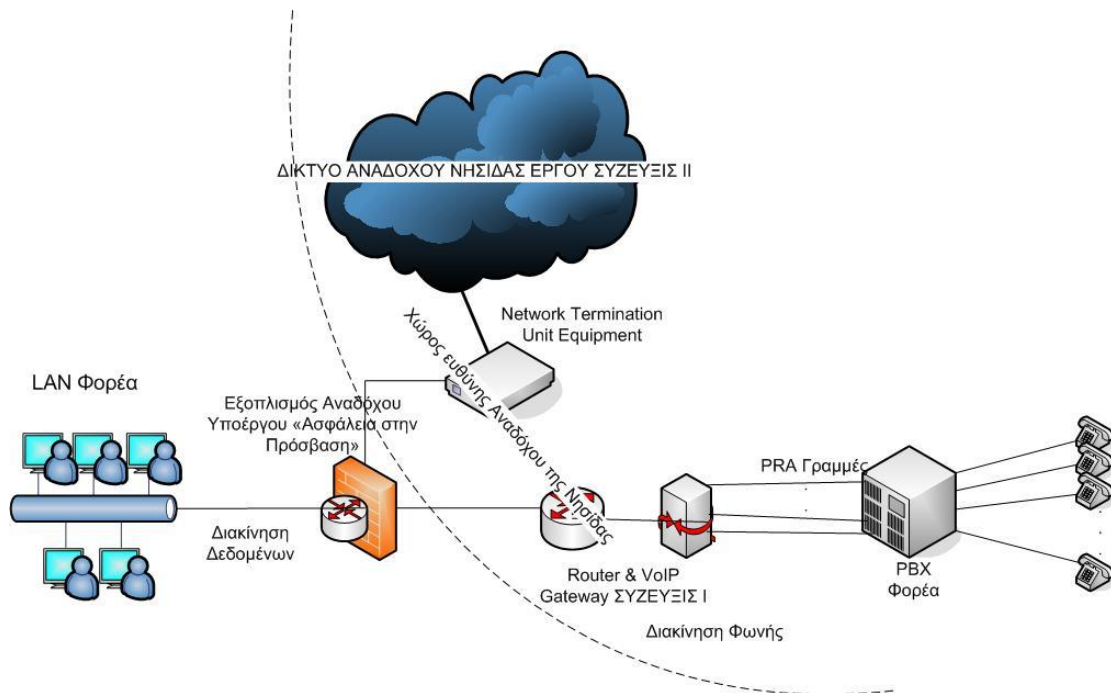 ΔΙΚΤΥΟ ΑΝΑΔΟΧΟΥ ΝΗΣΙΔΑΣ ΕΡΓΟΥ ΣΥΖΕΥΞΙΣ ΙΙ
Network Termination
Unit Equipment
Χώρος ευθύνης Αναδόχου της Νησίδας
LAN Φορέα
Εξοπλισμός Αναδόχου
Υποέργου «Ασφάλεια στην
Πρόσβαση»
Διακίνηση
Δεδομένων
PRA Γραμμές
Router & VoIP
Gateway ΣΥΖΕΥΞΙΣ Ι
PBX
Φορέα
Διακίνηση Φωνής